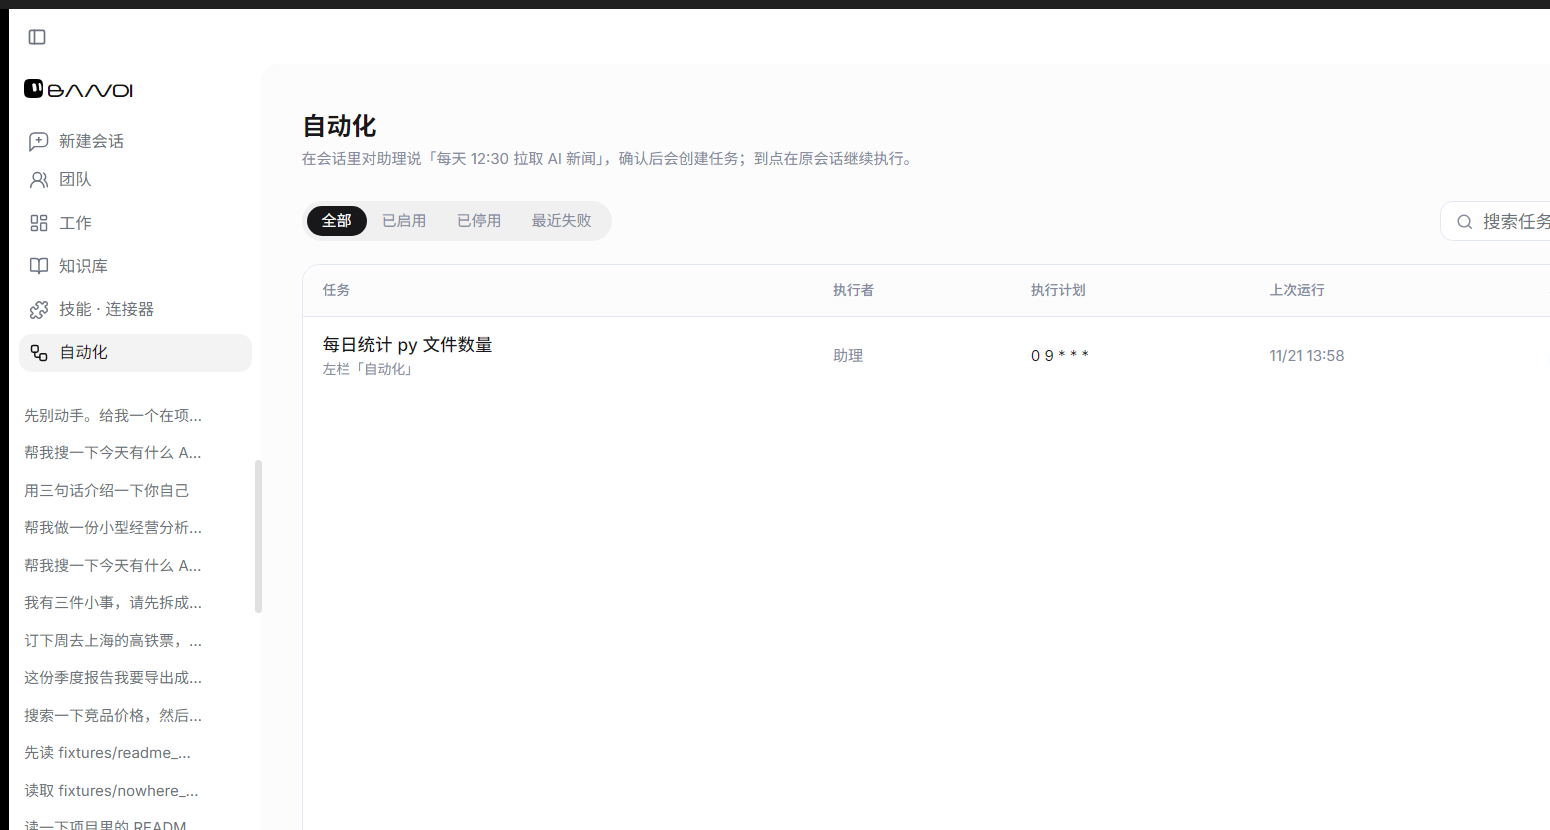 BANDI
新建会话
团队
工作
知识库
技能 · 连接器
自动化
先别动手。给我一个在项...
帮我搜一下今天有什么 A...
用三句话介绍一下你自己
帮我做一份小型经营分析...
帮我搜一下今天有什么 A...
我有三件小事，请先拆成...
订下周去上海的高铁票，...
这份季度报告我要导出成...
搜索一下竞品价格，然后...
先读 fixtures/readme_...
读取 fixtures/nowhere_...
读一下项目里的 READM
自动化
在会话里对助理说「每天 12:30 拉取 AI 新闻」，确认后会创建任务；到点在原会话继续执行。
全部 已启用 已停用 最近失败
搜索任务
任务 执行者 执行计划 上次运行
每日统计 py 文件数量
左栏「自动化」
助理 0 9 * * * 11/21 13:58